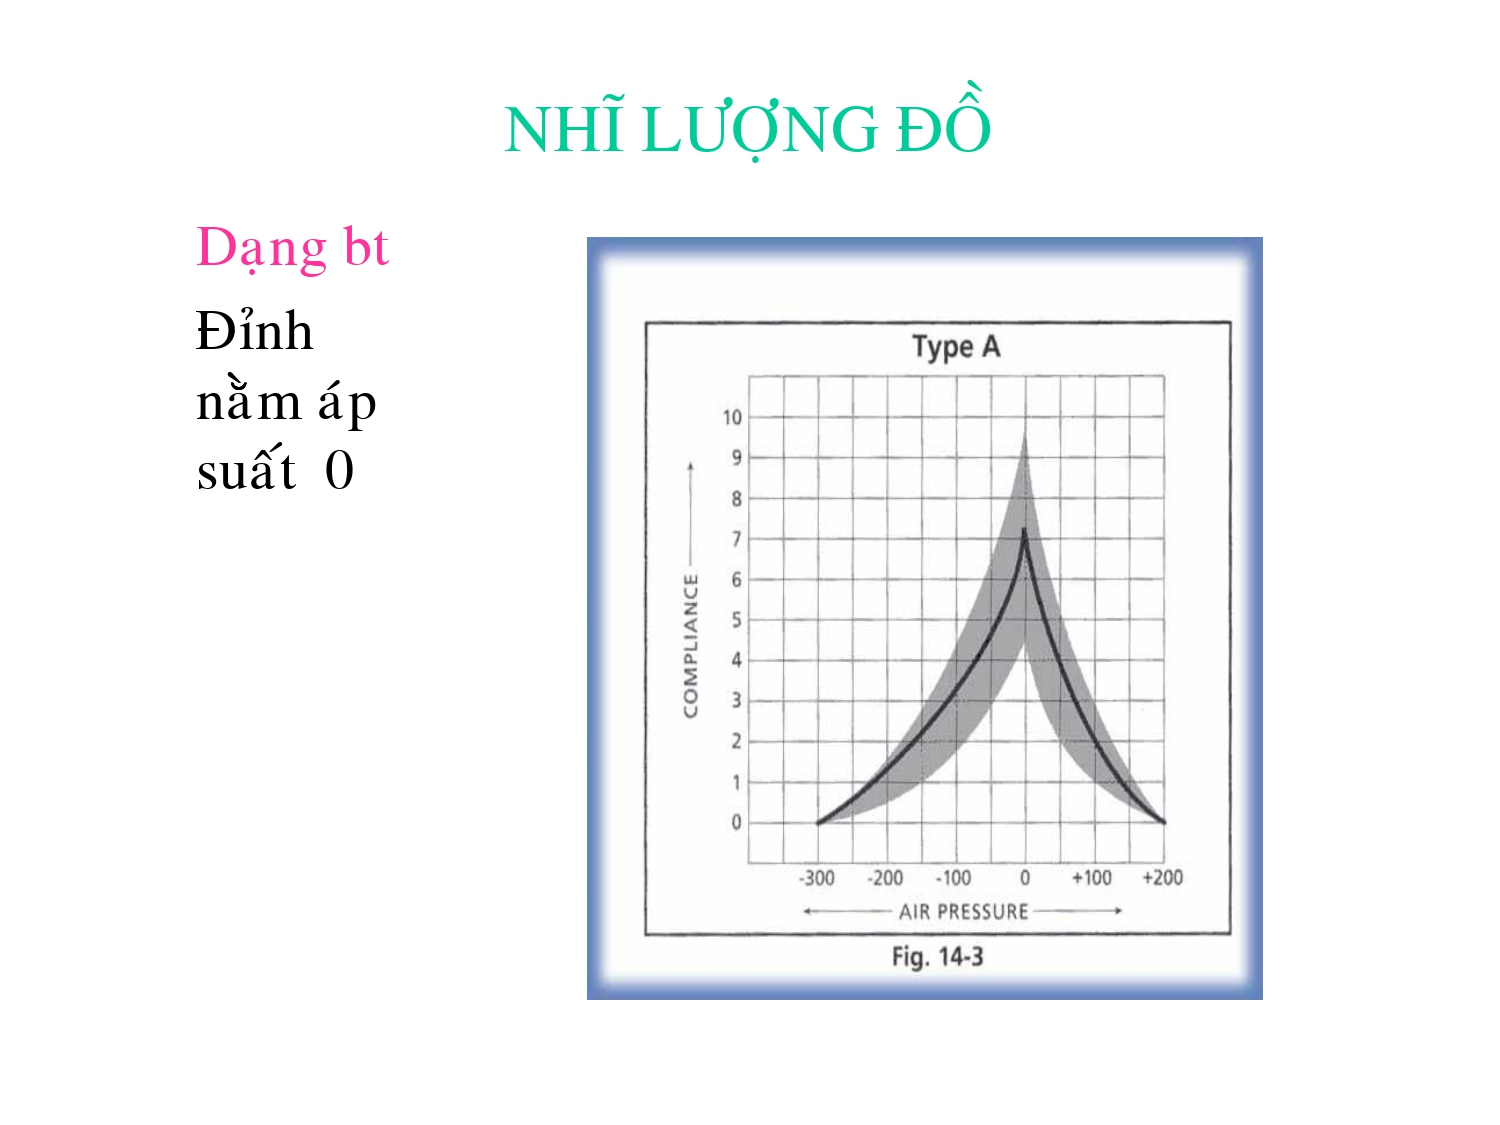 NHĨ LƯỢNG ĐỒ
Dạng bt
Đỉnh
nằm áp
suất 0
Type A
10
9
8
7
6
5
4
3
2
1
0
COMPLIANCE
-300 -200 -100 0 +100 +200
AIR PRESSURE
Fig. 14-3